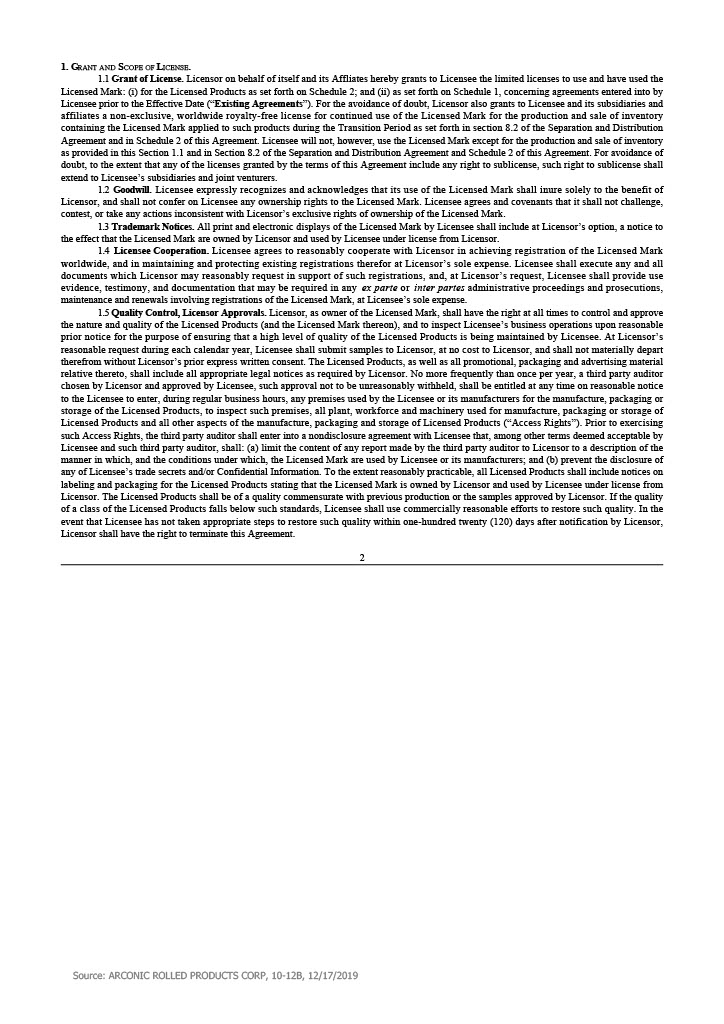 1. GRANT AND SCOPE OF LICENSE.
1.1 Grant of License. Licensor on behalf of itself and its Affliates hereby grants to Licensee the limited licenses to use and have used the
Licensed Mark: (i) for the Licensed Products as set forth on Schedule 2; and (ii) as set forth on Schedule 1, concerning agreements entered into by
Licensee prior to the Effective Date (“Existing Agreements”). For the avoidance of doubt, Licensor also grants to Licensee and its subsidiaries and
affiliates a non-exclusive, worldwide royalty-free license for continued use of the Licensed Mark for the production and sale of inventory
containing the Licensed Mark applied to such products during the Transition Period as set forth in section 8.2 of the Separation and Distribution
Agreement and in Schedule 2 of this Agreement. Licensee will not, however, use the Licensed Mark except for the production and sale of inventory
as provided in this Section 1.1 and in Section 8.2 of the Separation and Distribution Agreement and Schedule 2 of this Agreement. For avoidance of
doubt, to the extent that any of the licenses granted by the terms of this Agreement include any right to sublicense, such right to sublicense shall
extend to Licensee’s subsidiaries and joint venturers.
1.2 Goodwill. Licensee expressly recognizes and acknowledges that its use of the Licensed Mark shall inure solely to the benefit of
Licensor, and shall not confer on Licensee any ownership rights to the Licensed Mark. Licensee agrees and covenants that it shall not challenge,
contest, or take any actions inconsistent with Licensor’s exclusive rights of ownership of the Licensed Mark.
1.3 Trademark Notices. All print and electronic displays of the Licensed Mark by Licensee shall include at Licensor’s option, a notice to
the effect that the Licensed Mark are owned by Licensor and used by Licensee under license from Licensor.
1.4 Licensee Cooperation. Licensee agrees to reasonably cooperate with Licensor in achieving registration of the Licensed Mark
worldwide, and in maintaining and protecting existing registrations therefor at Licensor’s sole expense. Licensee shall execute any and all
documents which Licensor may reasonably request in support of such registrations, and, at Licensor’s request, Licensee shall provide use
evidence, testimony, and documentation that may be required in any ex parte or inter partes administrative proceedings and prosecutions,
maintenance and renewals involving registrations of the Licensed Mark, at Licensee’s sole expense.
1.5 Quality Control, Licensor Approvals. Licensor, as owner of the Licensed Mark, shall have the right at all times to control and approve
the nature and quality of the Licensed Products (and the Licensed Mark thereon), and to inspect Licensee’s business operations upon reasonable
prior notice for the purpose of ensuring that a high level of quality of the Licensed Products is being maintained by Licensee. At Licensor’s
reasonable request during each calendar year, Licensee shall submit samples to Licensor, at no cost to Licensor, and shall not materially depart
therefrom without Licensor’s prior express written consent. The Licensed Products, as well as all promotional, packaging and advertising material
relative thereto, shall include all appropriate legal notices as required by Licensor. No more frequently than once per year, a third party auditor
chosen by Licensor and approved by Licensee, such approval not to be unreasonably withheld, shall be entitled at any time on reasonable notice
to the Licensee to enter, during regular business hours, any premises used by the Licensee or its manufacturers for the manufacture, packaging or
storage of the Licensed Products, to inspect such premises, all plant, workforce and machinery used for manufacture, packaging or storage of
Licensed Products and all other aspects of the manufacture, packaging and storage of Licensed Products (“Access Rights”). Prior to exercising
such Access Rights, the third party auditor shall enter into a nondisclosure agreement with Licensee that, among other terms deemed acceptable by
Licensee and such third party auditor, shall: (a) limit the content of any report made by the third party auditor to Licensor to a description of the
manner in which, and the conditions under which, the Licensed Mark are used by Licensee or its manufacturers; and (b) prevent the disclosure of
any of Licensee’s trade secrets and/or Confidential Information. To the extent reasonably practicable, all Licensed Products shall include notices on
labeling and packaging for the Licensed Products stating that the Licensed Mark is owned by Licensor and used by Licensee under license from
Licensor. The Licensed Products shall be of a quality commensurate with previous production or the samples approved by Licensor. If the quality
of a class of the Licensed Products falls below such standards, Licensee shall use commercially reasonable efforts to restore such quality. In the
event that Licensee has not taken appropriate steps to restore such quality within one-hundred twenty (120) days after notification by Licensor,
Licensor shall have the right to terminate this Agreement.
2
Source: ARCONIC ROLLED PRODUCTS CORP, 10-12B, 12/17/2019